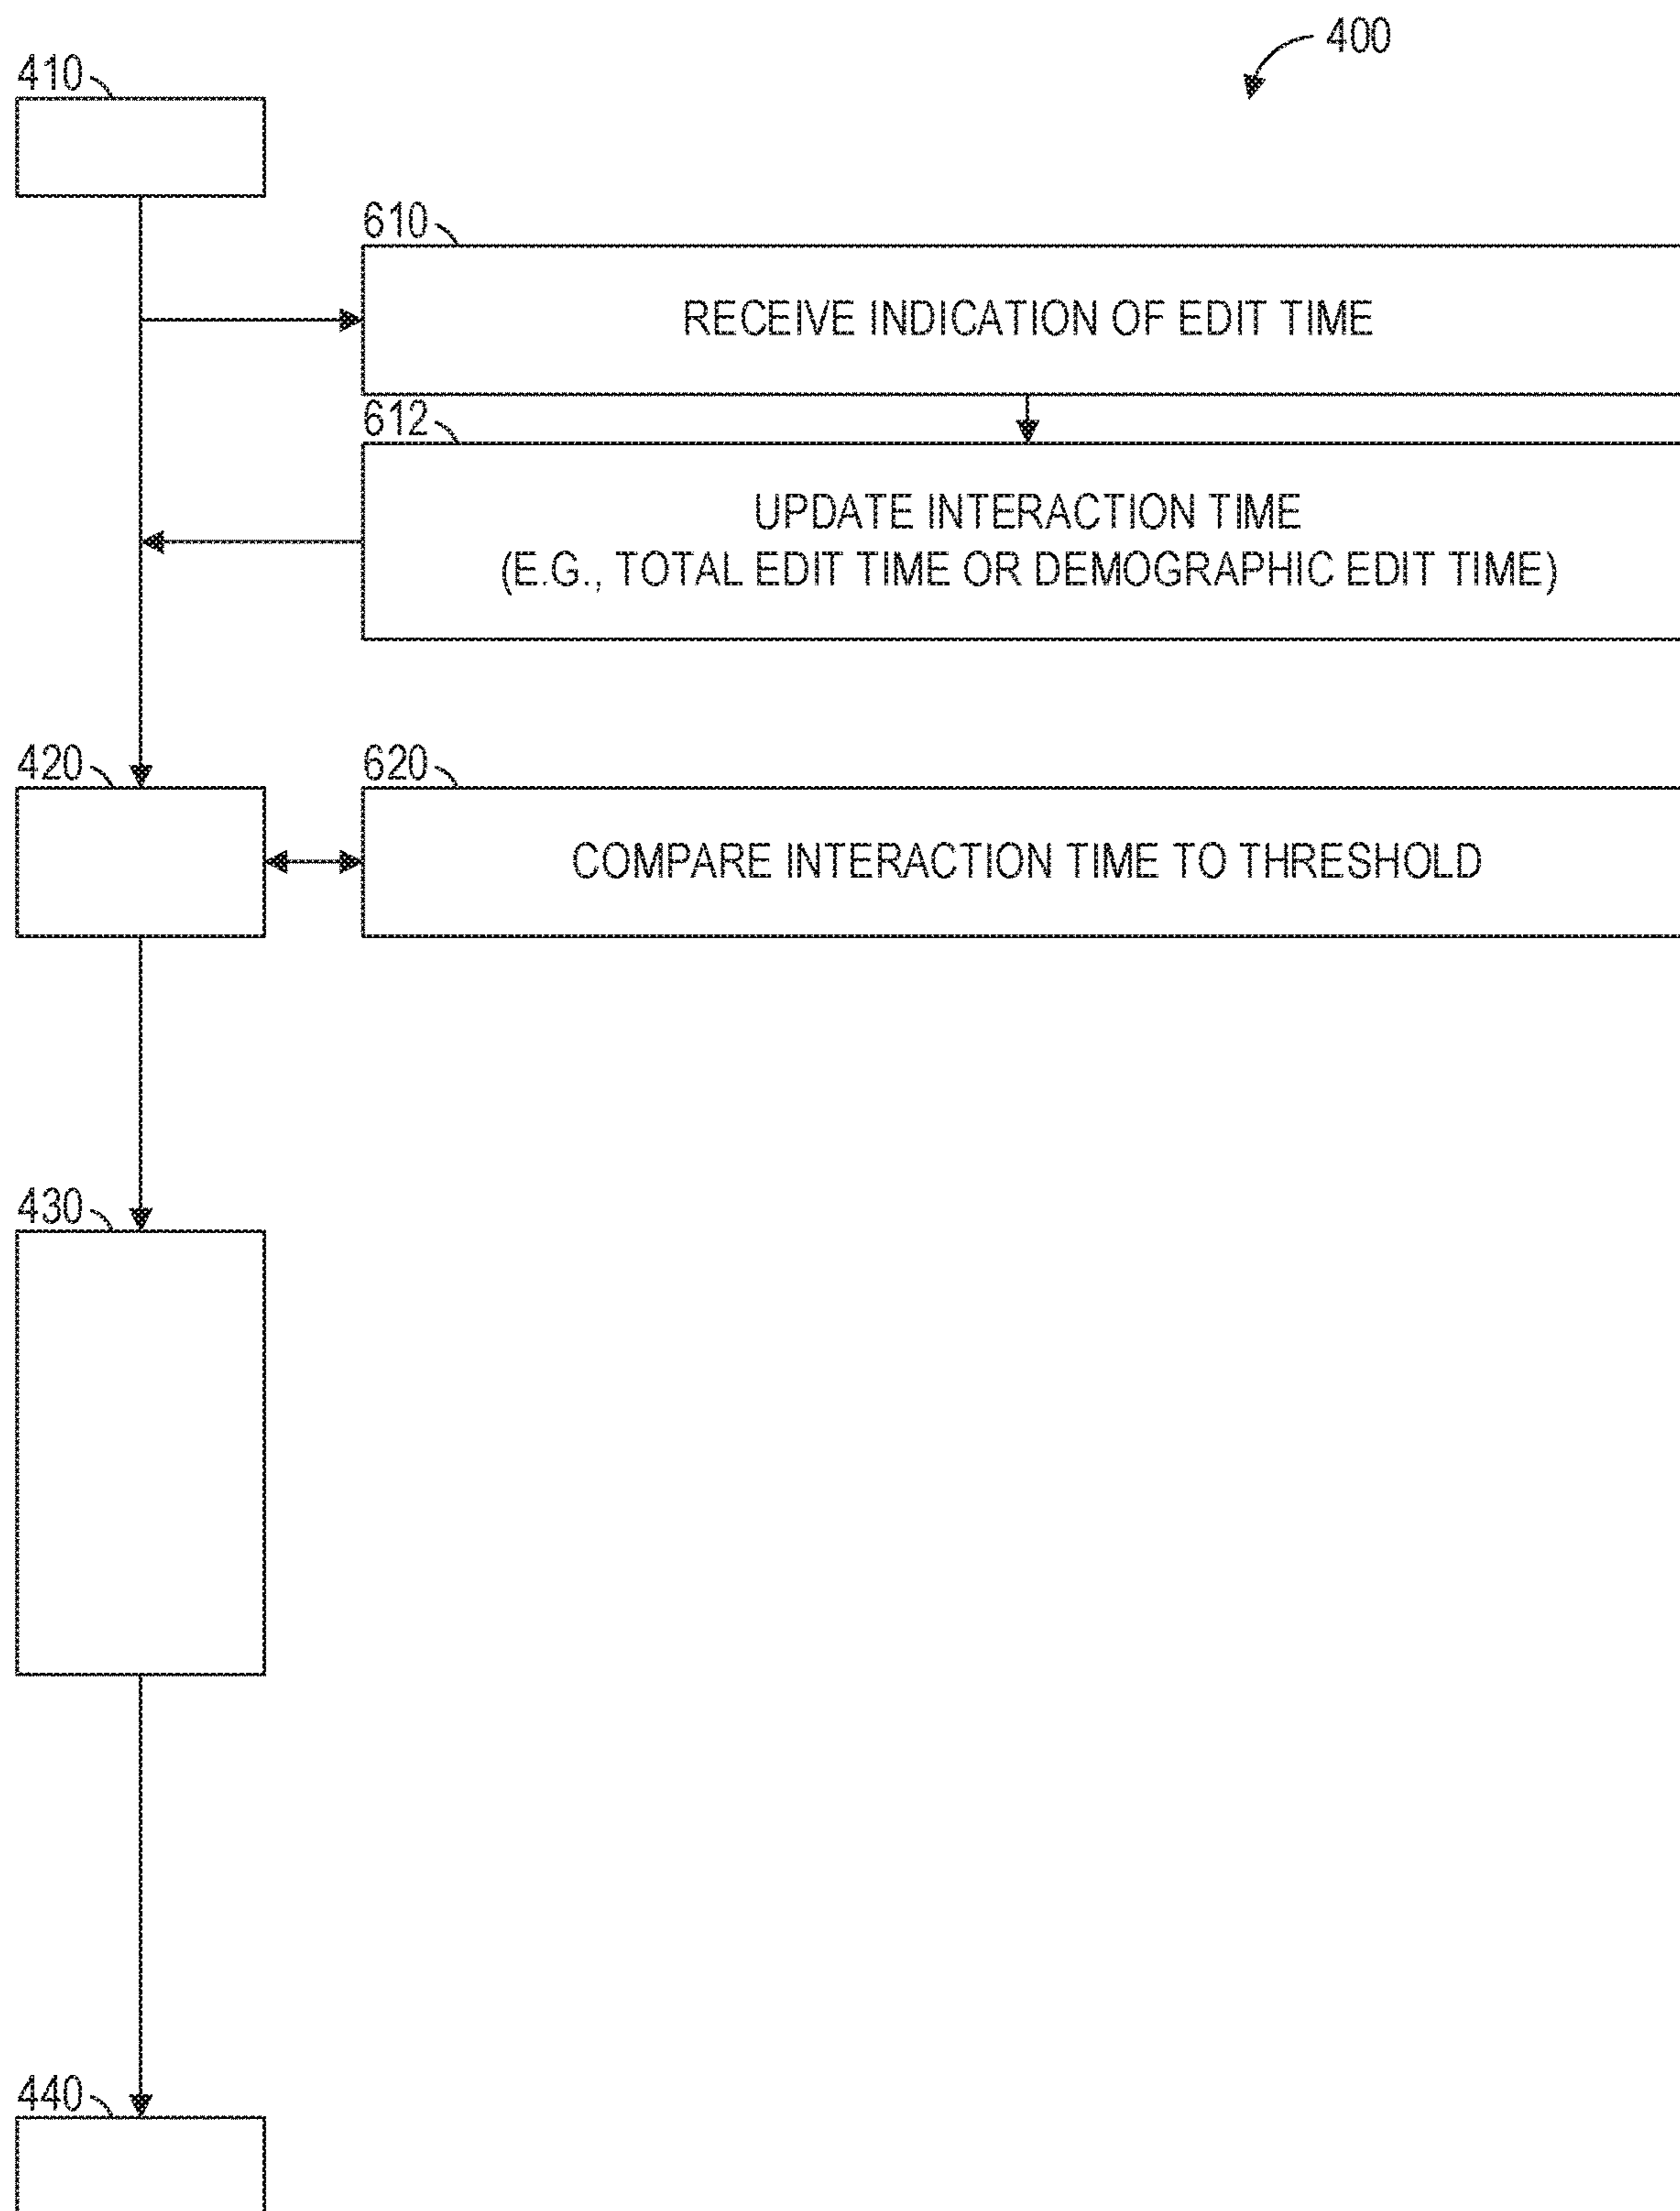 400
410
610
RECEIVE INDICATION OF EDIT TIME
612
UPDATE INTERACTION TIME
(E.G., TOTAL EDIT TIME OR DEMOGRAPHIC EDIT TIME)
420
620
COMPARE INTERACTION TIME TO THRESHOLD
430
440